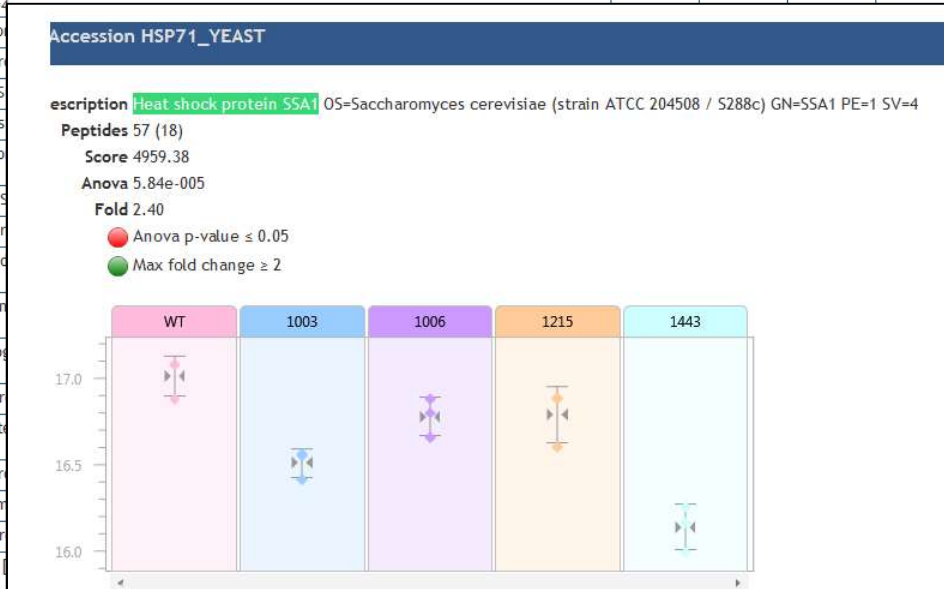 Accession HSP71_YEAST
escription Heat shock protein SSA1 OS=Saccharomyces cerevisiae (strain ATCC 204508 / S288c) GN=SSA1 PE=1 SV=4
Peptides 57 (18)
Score 4959.38
Anova 5.84e-005
Fold 2.40
Anova p-value ≤ 0.05
Max fold change ≥ 2
WT 1003 1006 1215 1443
17.0
16.5
16.0